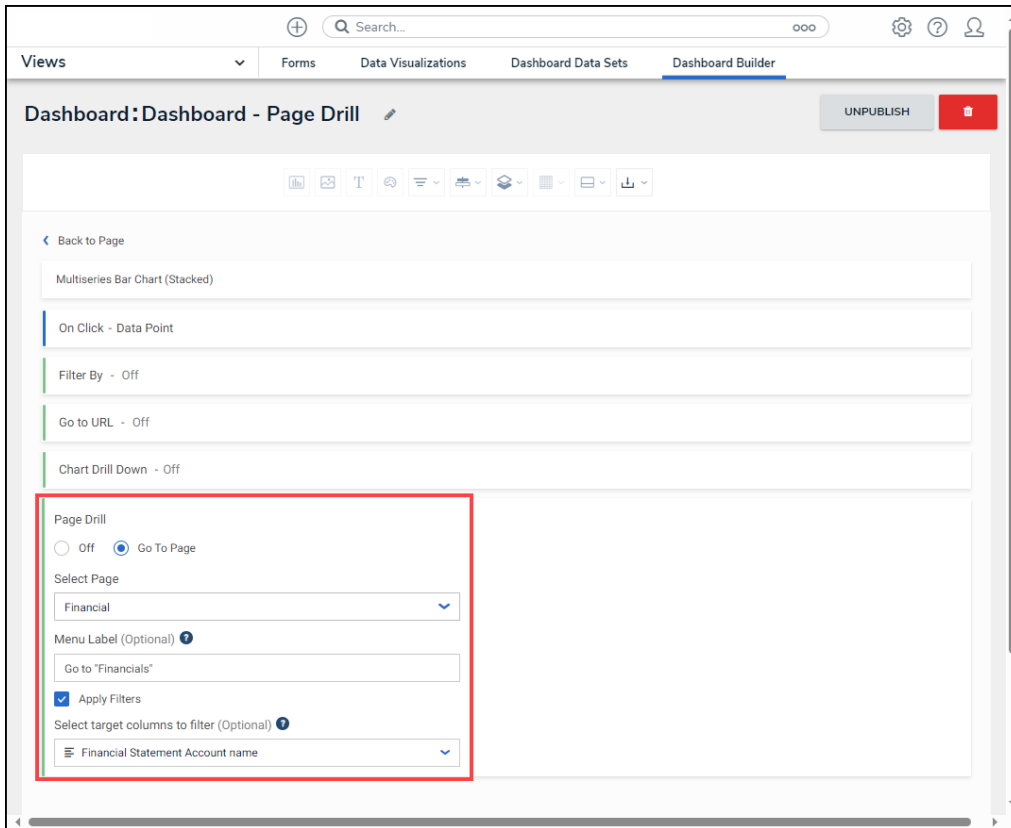 Search...
ooo
Views
Forms
Data Visualizations
Dashboard Data Sets
Dashboard Builder
Dashboard:Dashboard - Page Drill
UNPUBLISH
T
Back to Page
Multiseries Bar Chart (Stacked)
On Click - Data Point
Filter By - Off
Go to URL - Off
Chart Drill Down - Off
Page Drill
Off Go To Page
Select Page
Financial
Menu Label (Optional) ?
Go to "Financials"
Apply Filters
Select target columns to filter (Optional) ?
Financial Statement Account name